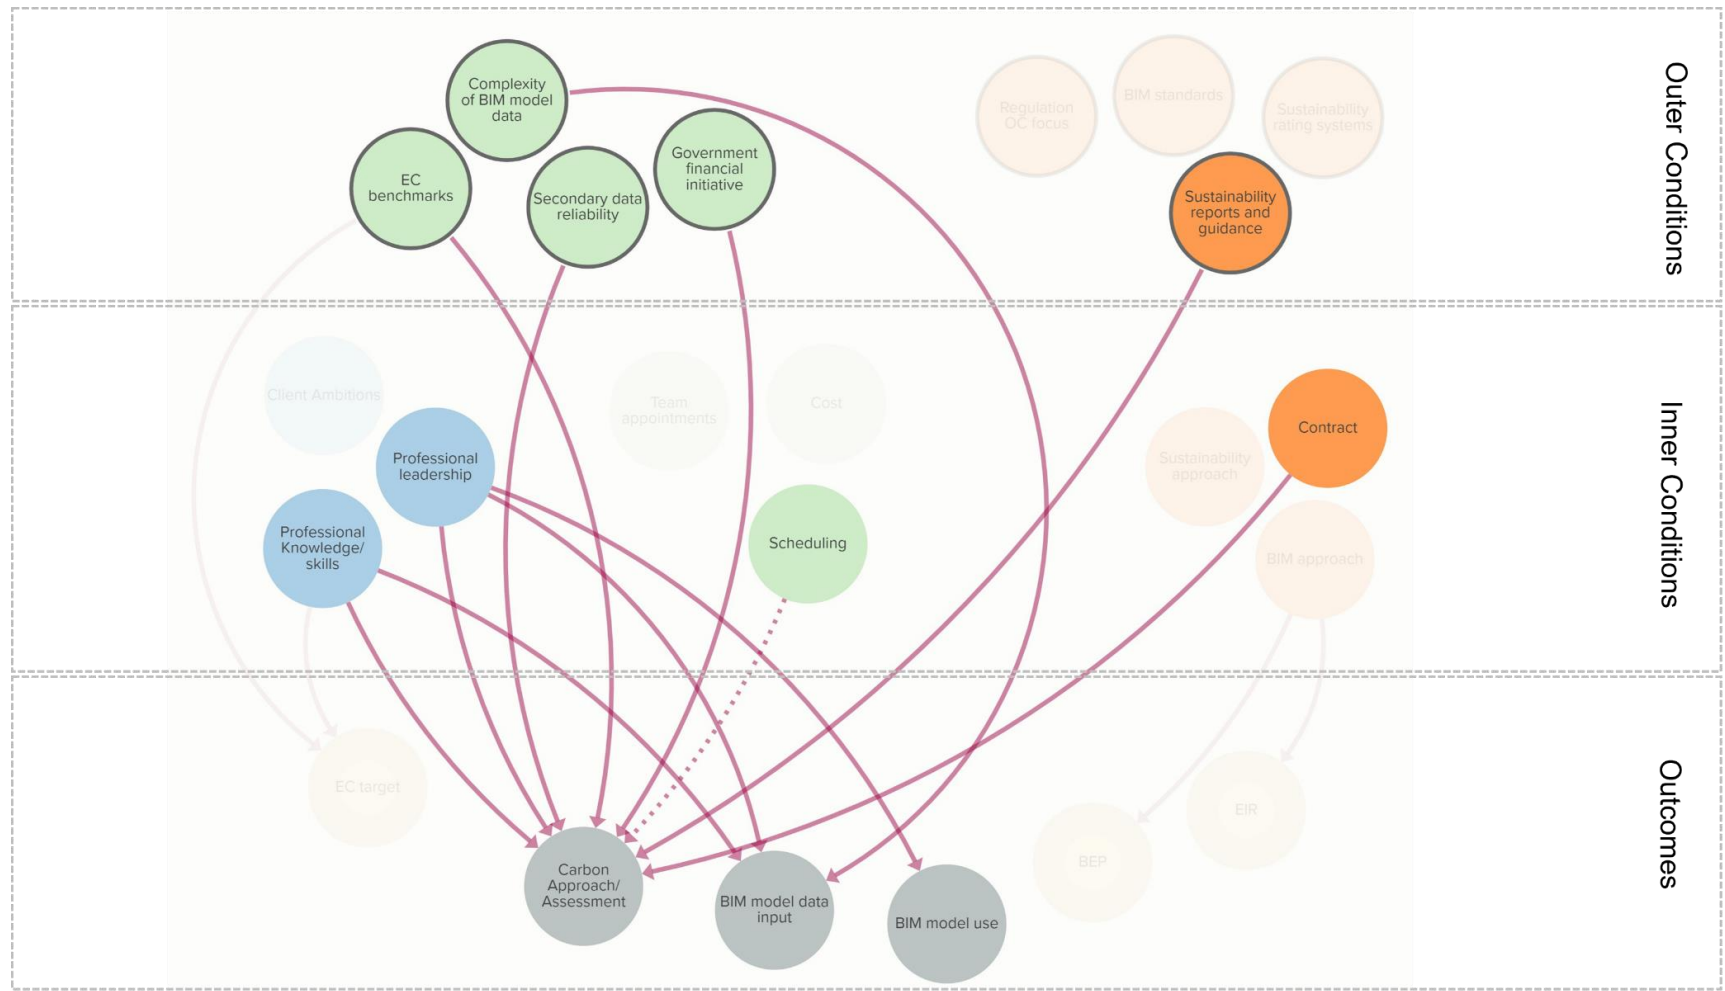 Complexity
of BIM model
data
EC
benchmarks
Secondary data
reliability
Government
financial
initiative
Regulation
OC focus
BIM standards
Sustainability
rating systems
Sustainability
reports and
guidance
Outer Conditions
Client Ambitions
Professional
leadership
Professional
Knowledge/
skills
Team
appointments
Cost
Scheduling
Sustainability
approach
Contract
BIM approach
Inner Conditions
EC target
Carbon
Approach/
Assessment
BIM model data
input
BIM model use
BEP
EIR
Outcomes